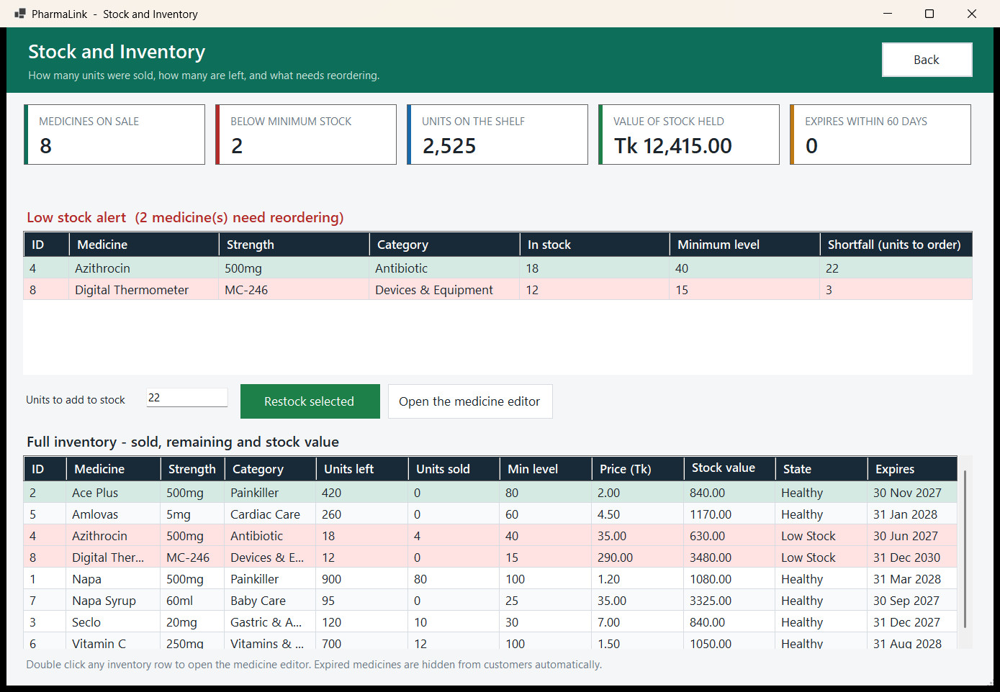 PharmaLink - Stock and Inventory
Stock and Inventory
How many units were sold, how many are left, and what needs reordering.
Back
MEDICINES ON SALE
8
BELOW MINIMUM STOCK
2
UNITS ON THE SHELF
2,525
VALUE OF STOCK HELD
Tk 12,415.00
EXPIRES WITHIN 60 DAYS
0
Low stock alert (2 medicine(s) need reordering)
ID Medicine Strength Category In stock Minimum level Shortfall (units to order)
4 Azithrocin 500mg Antibiotic 18 40 22
8 Digital Thermometer MC-246 Devices & Equipment 12 15 3
Units to add to stock 22 Restock selected Open the medicine editor
Full inventory - sold, remaining and stock value
ID Medicine Strength Category Units left Units sold Min level Price (Tk) Stock value State Expires
2 Ace Plus 500mg Painkiller 420 0 80 2.00 840.00 Healthy 30 Nov 2027
5 Amlovas 5mg Cardiac Care 260 0 60 4.50 1170.00 Healthy 31 Jan 2028
4 Azithrocin 500mg Antibiotic 18 4 40 35.00 630.00 Low Stock 30 Jun 2027
8 Digital Ther... MC-246 Devices & E... 12 0 15 290.00 3480.00 Low Stock 31 Dec 2030
1 Napa 500mg Painkiller 900 80 100 1.20 1080.00 Healthy 31 Mar 2028
7 Napa Syrup 60ml Baby Care 95 0 25 35.00 3325.00 Healthy 30 Sep 2027
3 Seclo 20mg Gastric & A... 120 10 30 7.00 840.00 Healthy 31 Dec 2027
6 Vitamin C 250mg Vitamins & ... 700 12 100 1.50 1050.00 Healthy 31 Aug 2028
Double click any inventory row to open the medicine editor. Expired medicines are hidden from customers automatically.